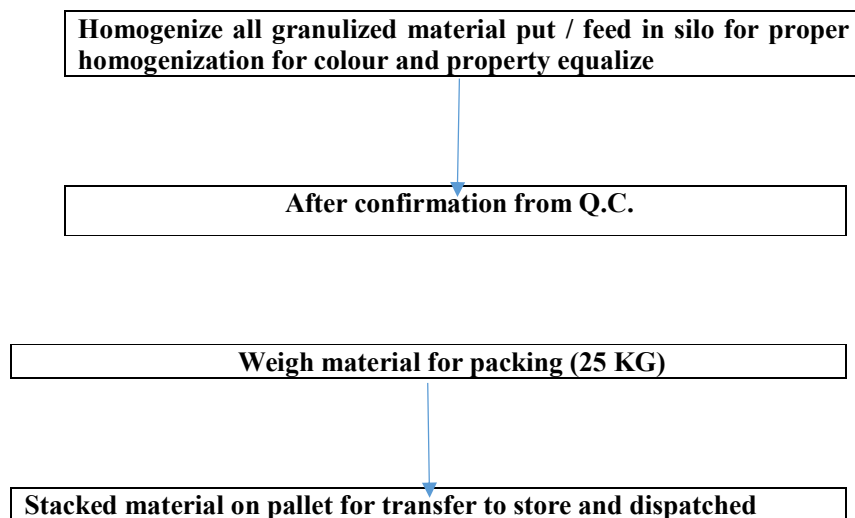 Homogenize all granulized material put / feed in silo for proper
homogenization for colour and property equalize
After confirmation from Q.C.
Weigh material for packing (25 KG)
Stacked material on pallet for transfer to store and dispatched